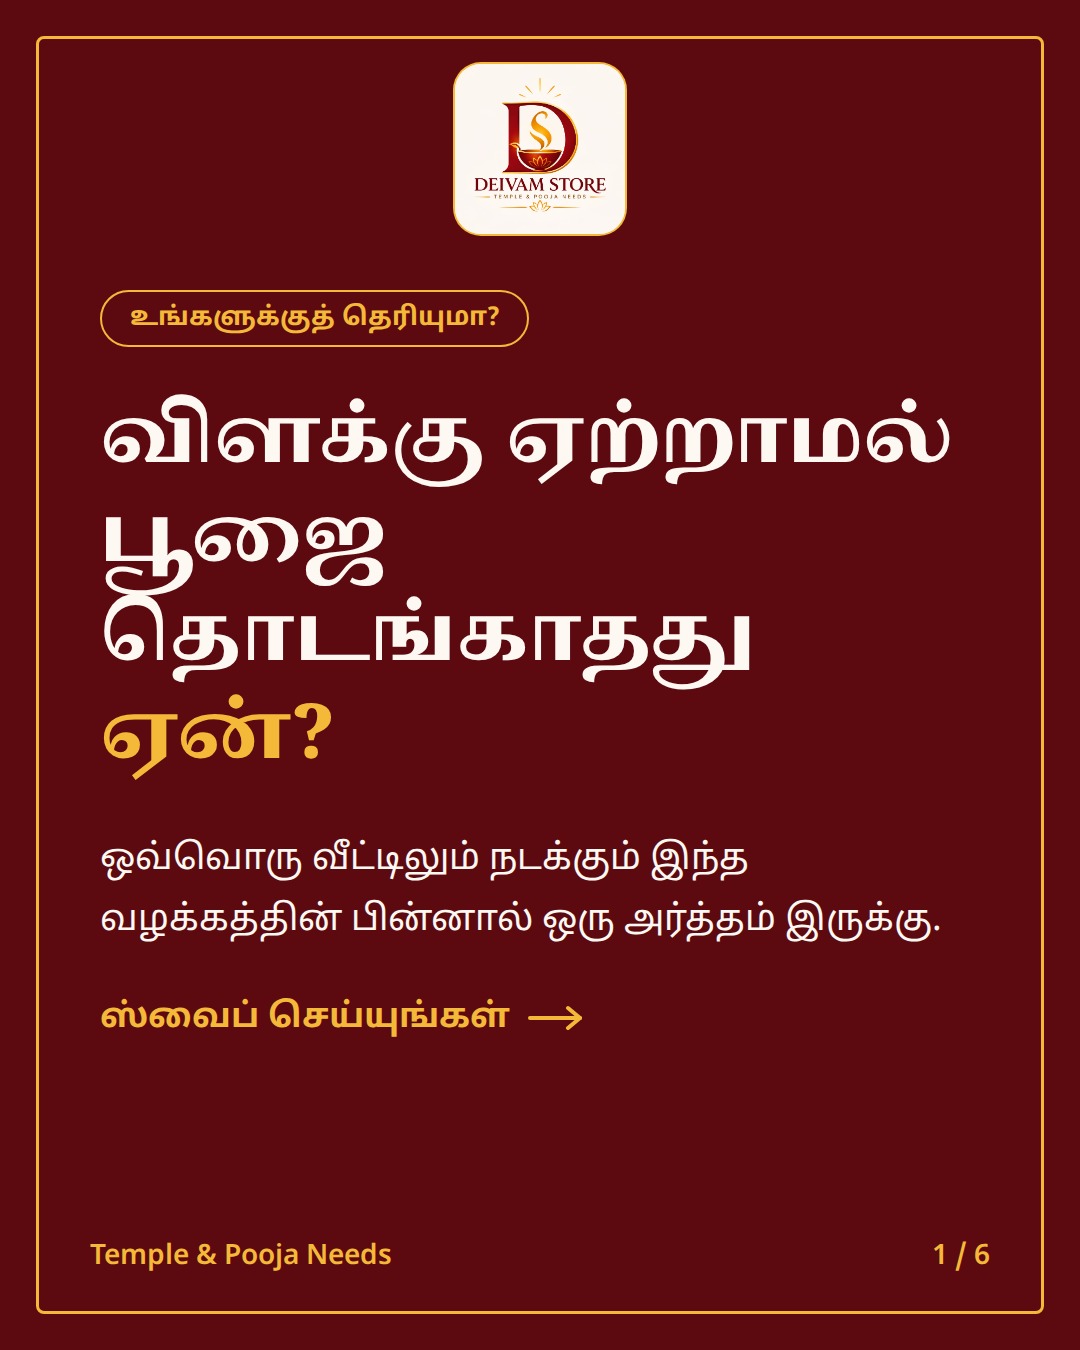 DEIVAM STORE
TEMPLE & POOJA NEEDS
உங்களுக்குத் தெரியுமா?
விளக்கு ஏற்றாமல்
பூஜை
தொடங்காதது
ஏன்?
ஒவ்வொரு வீட்டிலும் நடக்கும் இந்த
வழக்கத்தின் பின்னால் ஒரு அர்த்தம் இருக்கு.
ஸ்வைப் செய்யுங்கள் →
Temple & Pooja Needs
1 / 6